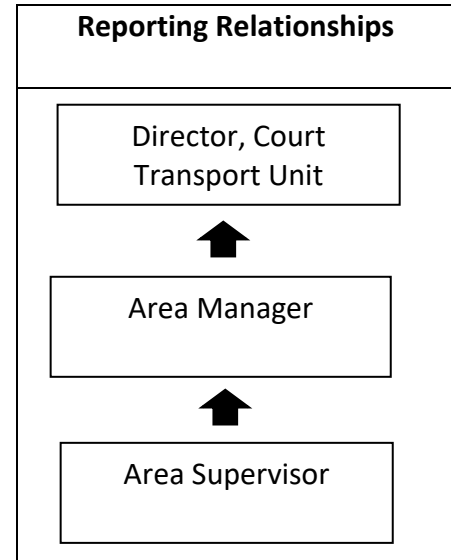 Reporting Relationships
Director, Court
Transport Unit
Area Manager
Area Supervisor